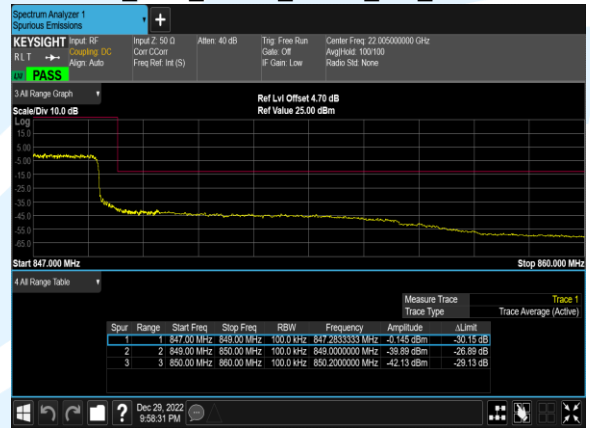 Spectrum Analyzer 1
Spurious Emissions
+
KEYSIGHT Input: RF Input Z: 50 Ω Atten: 40 dB Trig: Free Run Center Freq: 22.005000000 GHz
RLT Coupling: DC Corr CCorr Gate: Off Avg|Hold: 100/100
Align: Auto Freq Ref: Int (S) IF Gain: Low Radio Std: None
LM PASS
3 All Range Graph
Scale/Div 10.0 dB Ref Lvl Offset 4.70 dB
Ref Value 25.00 dBm
Log
15.0
5.00
-5.00
-15.0
-25.0
-35.0
-45.0
-55.0
-65.0
Start 847.000 MHz Stop 860.000 MHz
4 All Range Table
Measure Trace Trace 1
Trace Type Trace Average (Active)
Spur Range Start Freq Stop Freq RBW Frequency Amplitude ΔLimit
1 1 847.00 MHz 849.00 MHz 100.0 kHz 847.2833333 MHz -0.145 dBm -30.15 dB
2 2 849.00 MHz 850.00 MHz 100.0 kHz 849.0000000 MHz -39.89 dBm -26.89 dB
3 3 850.00 MHz 860.00 MHz 100.0 kHz 850.2000000 MHz -42.13 dBm -29.13 dB
? Dec 29, 2022
9:58:31 PM